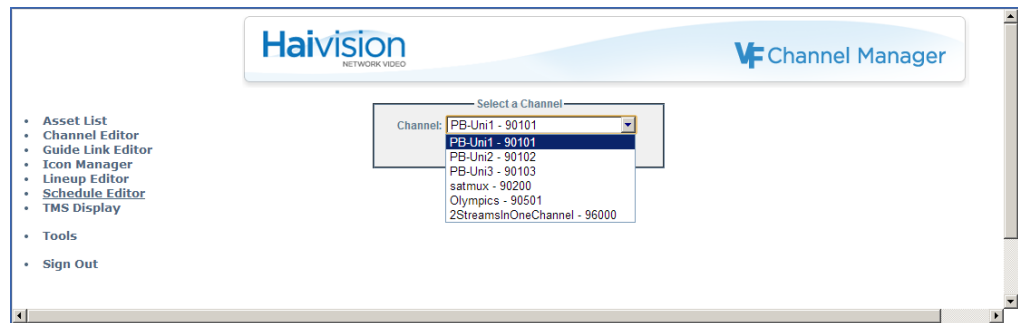 Haivision
NETWORK VIDEO
VF Channel Manager
Asset List
Channel Editor
Guide Link Editor
Icon Manager
Lineup Editor
Schedule Editor
TMS Display
Tools
Sign Out
Select a Channel
Channel: PB-Uni1 - 90101
PB-Uni1 - 90101
PB-Uni2 - 90102
PB-Uni3 - 90103
satmux - 90200
Olympics - 90501
2StreamsInOneChannel - 96000